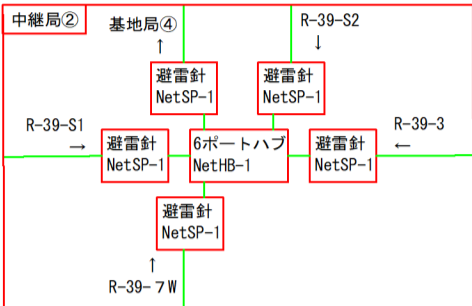 中継局②
基地局④
↑
R-39-S2
↓
避雷針
NetSP-1
避雷針
NetSP-1
R-39-S1
→
避雷針
NetSP-1
6ポートハブ
NetHB-1
避雷針
NetSP-1
R-39-3
←
避雷針
NetSP-1
↑
R-39-7W